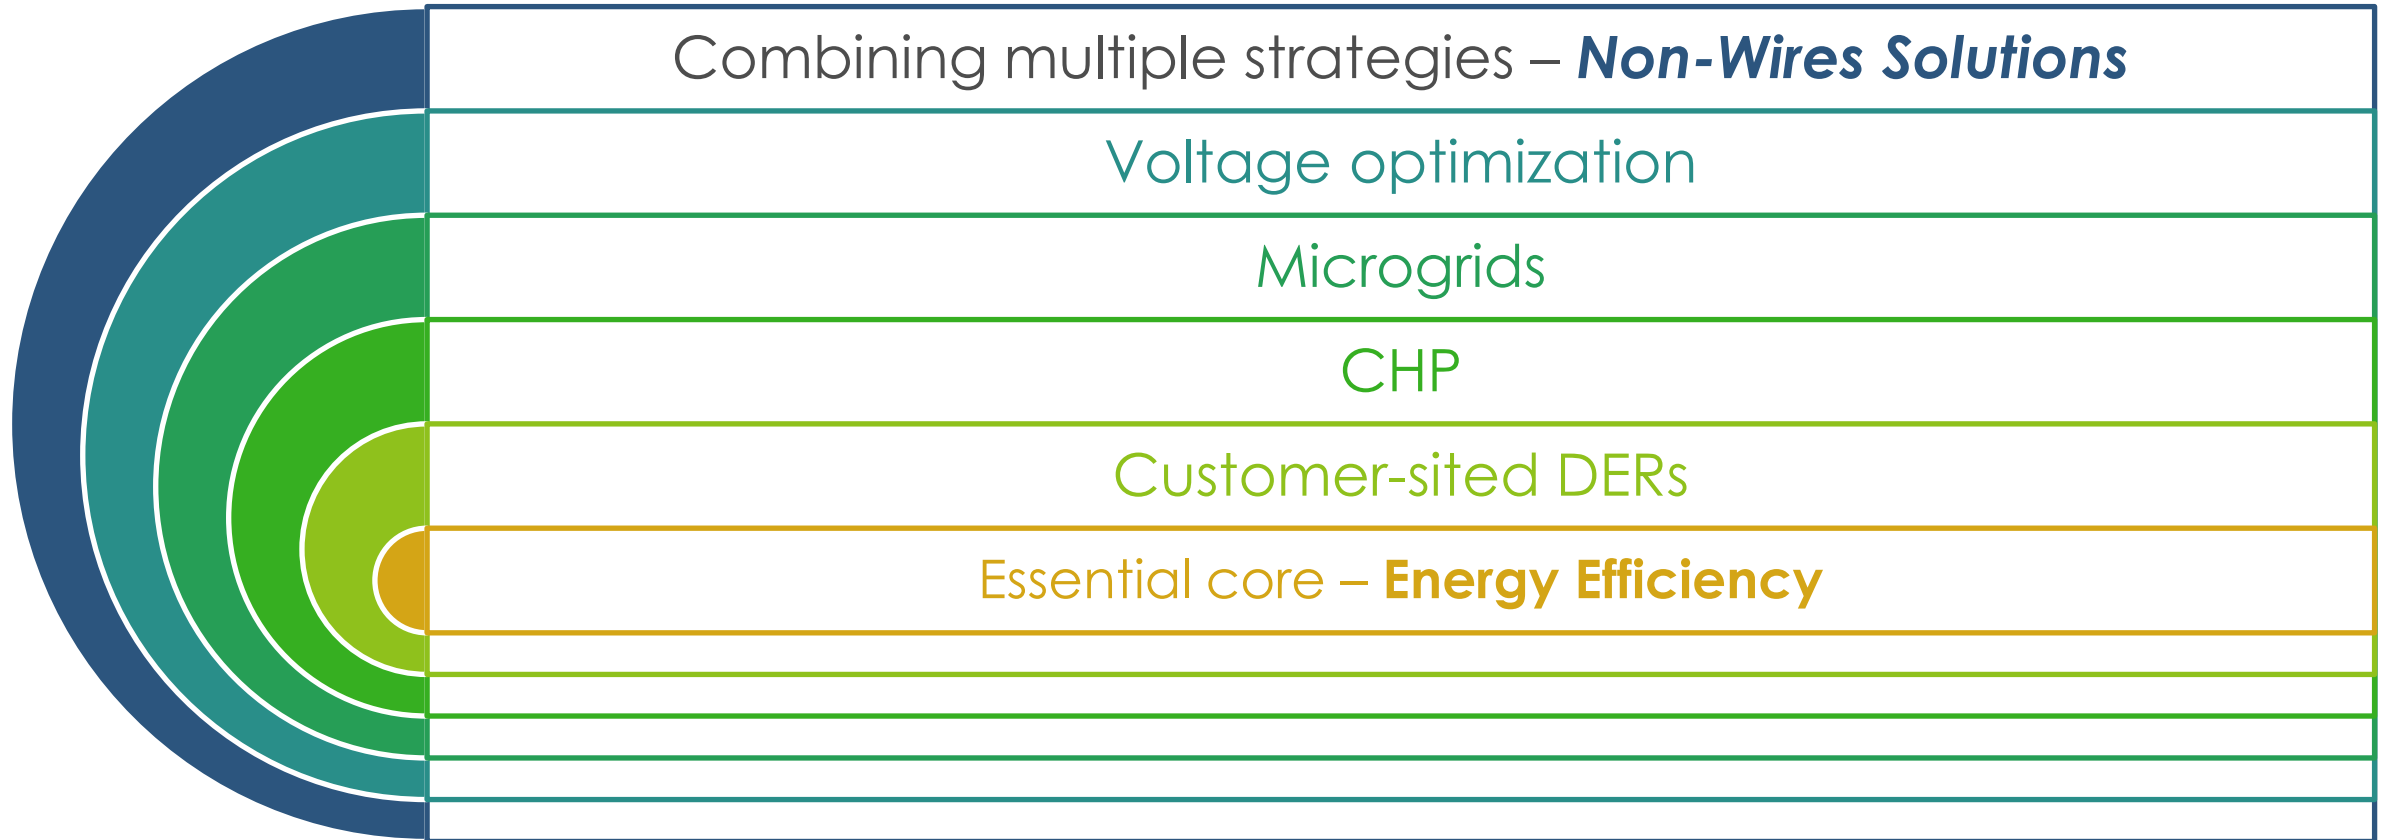 Combining multiple strategies – Non-Wires Solutions
Voltage optimization
Microgrids
CHP
Customer-sited DERs
Essential core – Energy Efficiency